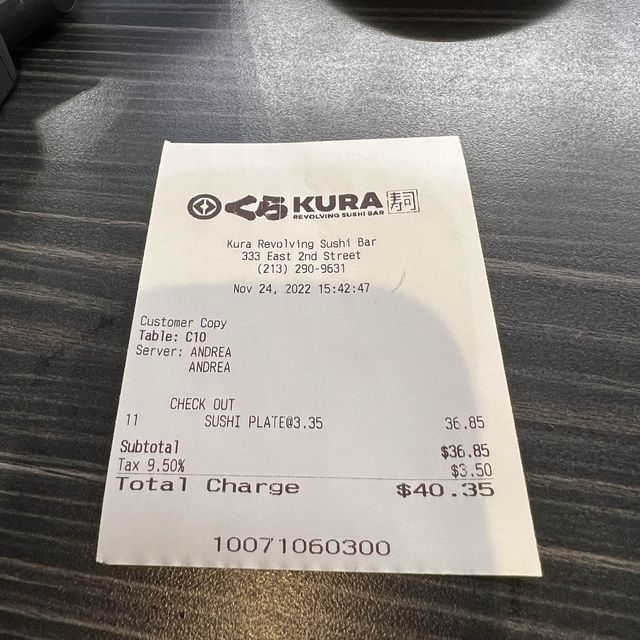 くら KURA 寿司
REVOLVING SUSHI BAR
Kura Revolving Sushi Bar
333 East 2nd Street
(213) 290-9631
Nov 24, 2022 15:42:47
Customer Copy
Table: C10
Server: ANDREA
ANDREA
CHECK OUT
11 SUSHI PLATE@3.35 36.85
Subtotal $36.85
Tax 9.50% $3.50
Total Charge $40.35
10071060300